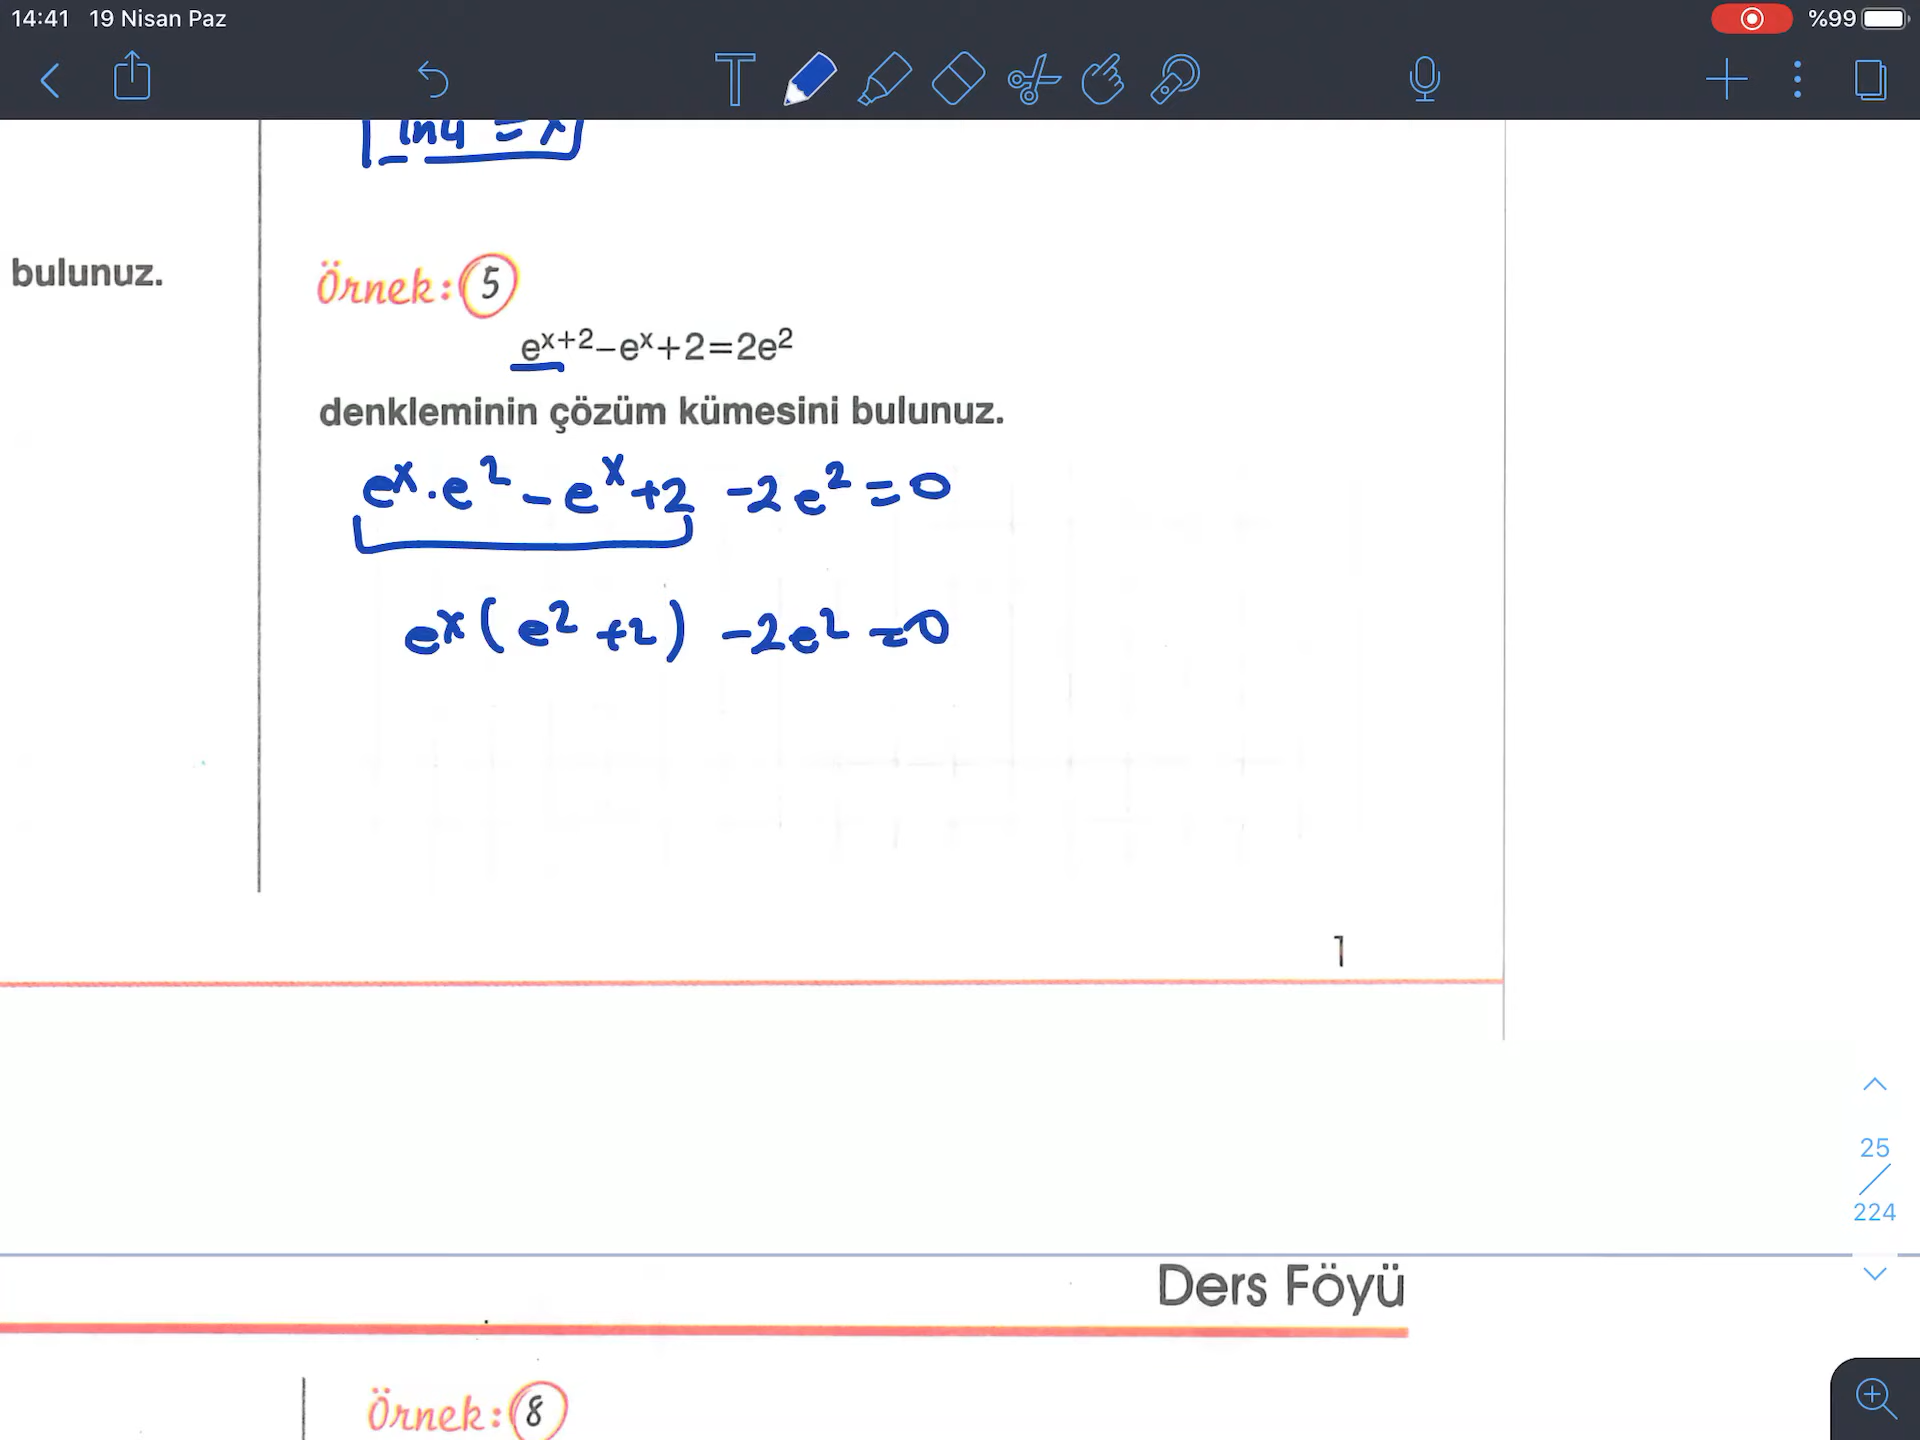 14:41 19 Nisan Paz %99
ln4 = x
bulunuz.
Örnek: 5
eˣ⁺²–eˣ+2=2e²
denkleminin çözüm kümesini bulunuz.
eˣ.e² – eˣ +2 -2e² = 0
eˣ ( e² +2 ) -2e² =0
1
25
/
224
Ders Föyü
Örnek: 8